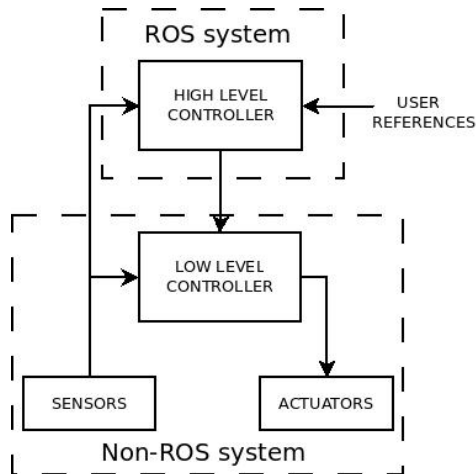 ROS system
HIGH LEVEL
CONTROLLER
USER
REFERENCES
LOW LEVEL
CONTROLLER
SENSORS
ACTUATORS
Non-ROS system